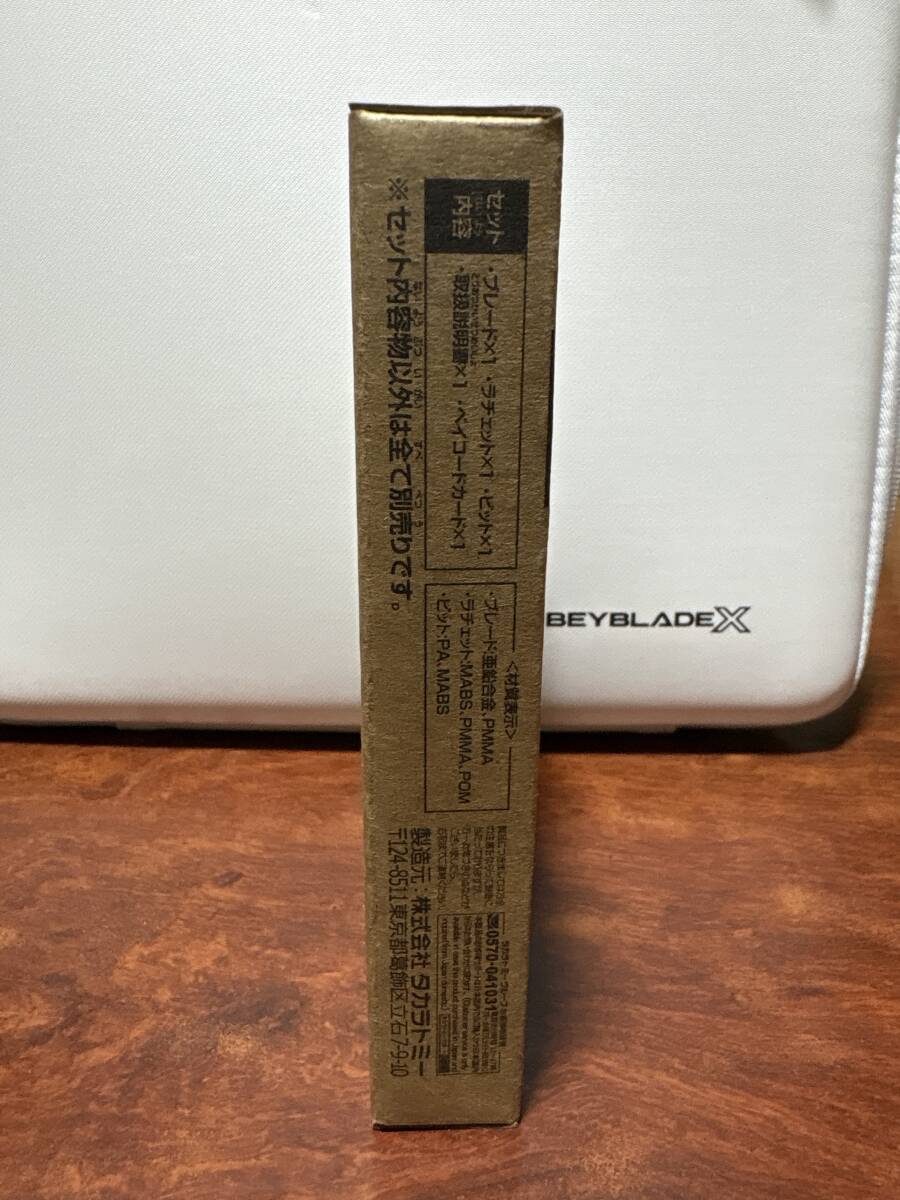 セット
内容
・ブレード×1 ・ラチェット×1 ・ビット×1
・取扱説明書×1 ・ベイコードカード×1
※セット内容物以外は全て別売りです。
<材質表示>
・ブレード:亜鉛合金、PMMA
・ラチェット:MABS、PMMA、POM
・ビット:PA、MABS
0570-041031
製造元:株式会社 タカラトミー
〒124-8511東京都葛飾区立石7-9-10
BEYBLADE X